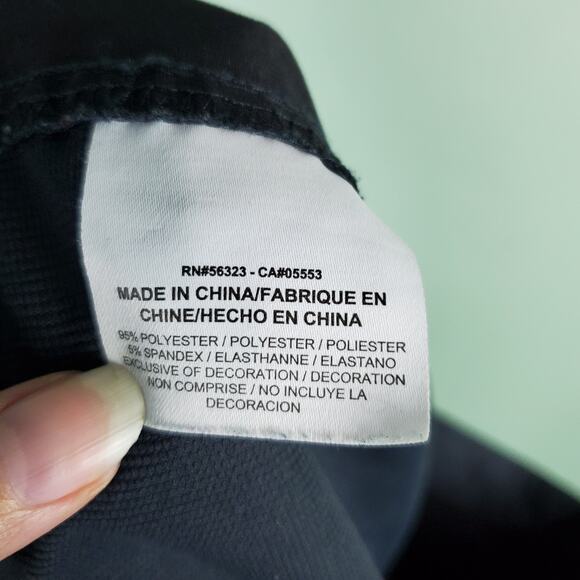 RN#56323 - CA#05553
MADE IN CHINA/FABRIQUE EN
CHINE/HECHO EN CHINA
95% POLYESTER / POLYESTER / POLIESTER
5% SPANDEX / ELASTHANNE / ELASTANO
EXCLUSIVE OF DECORATION / DECORATION
NON COMPRISE / NO INCLUYE LA
DECORACION